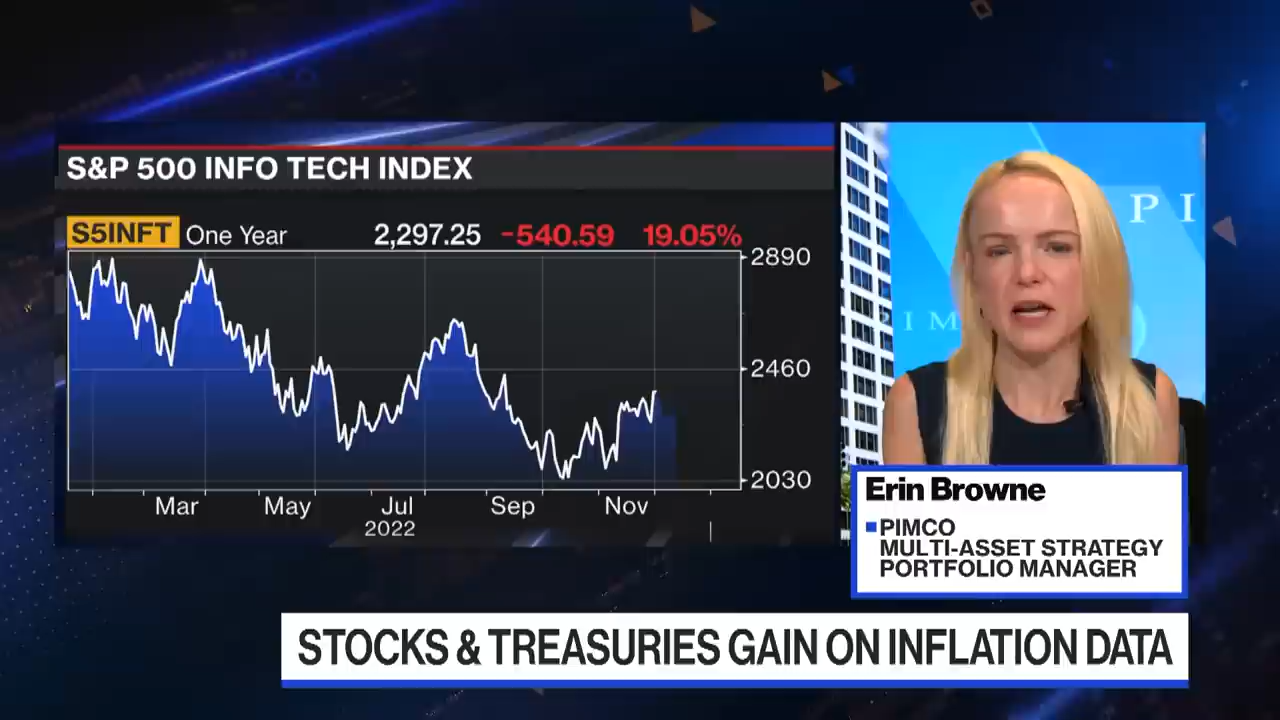 S&P 500 INFO TECH INDEX
S5INFT One Year 2,297.25 -540.59 19.05%
2890
2460
2030
Mar May Jul Sep Nov
2022
P I
I M
Erin Browne
PIMCO
MULTI-ASSET STRATEGY
PORTFOLIO MANAGER
STOCKS & TREASURIES GAIN ON INFLATION DATA